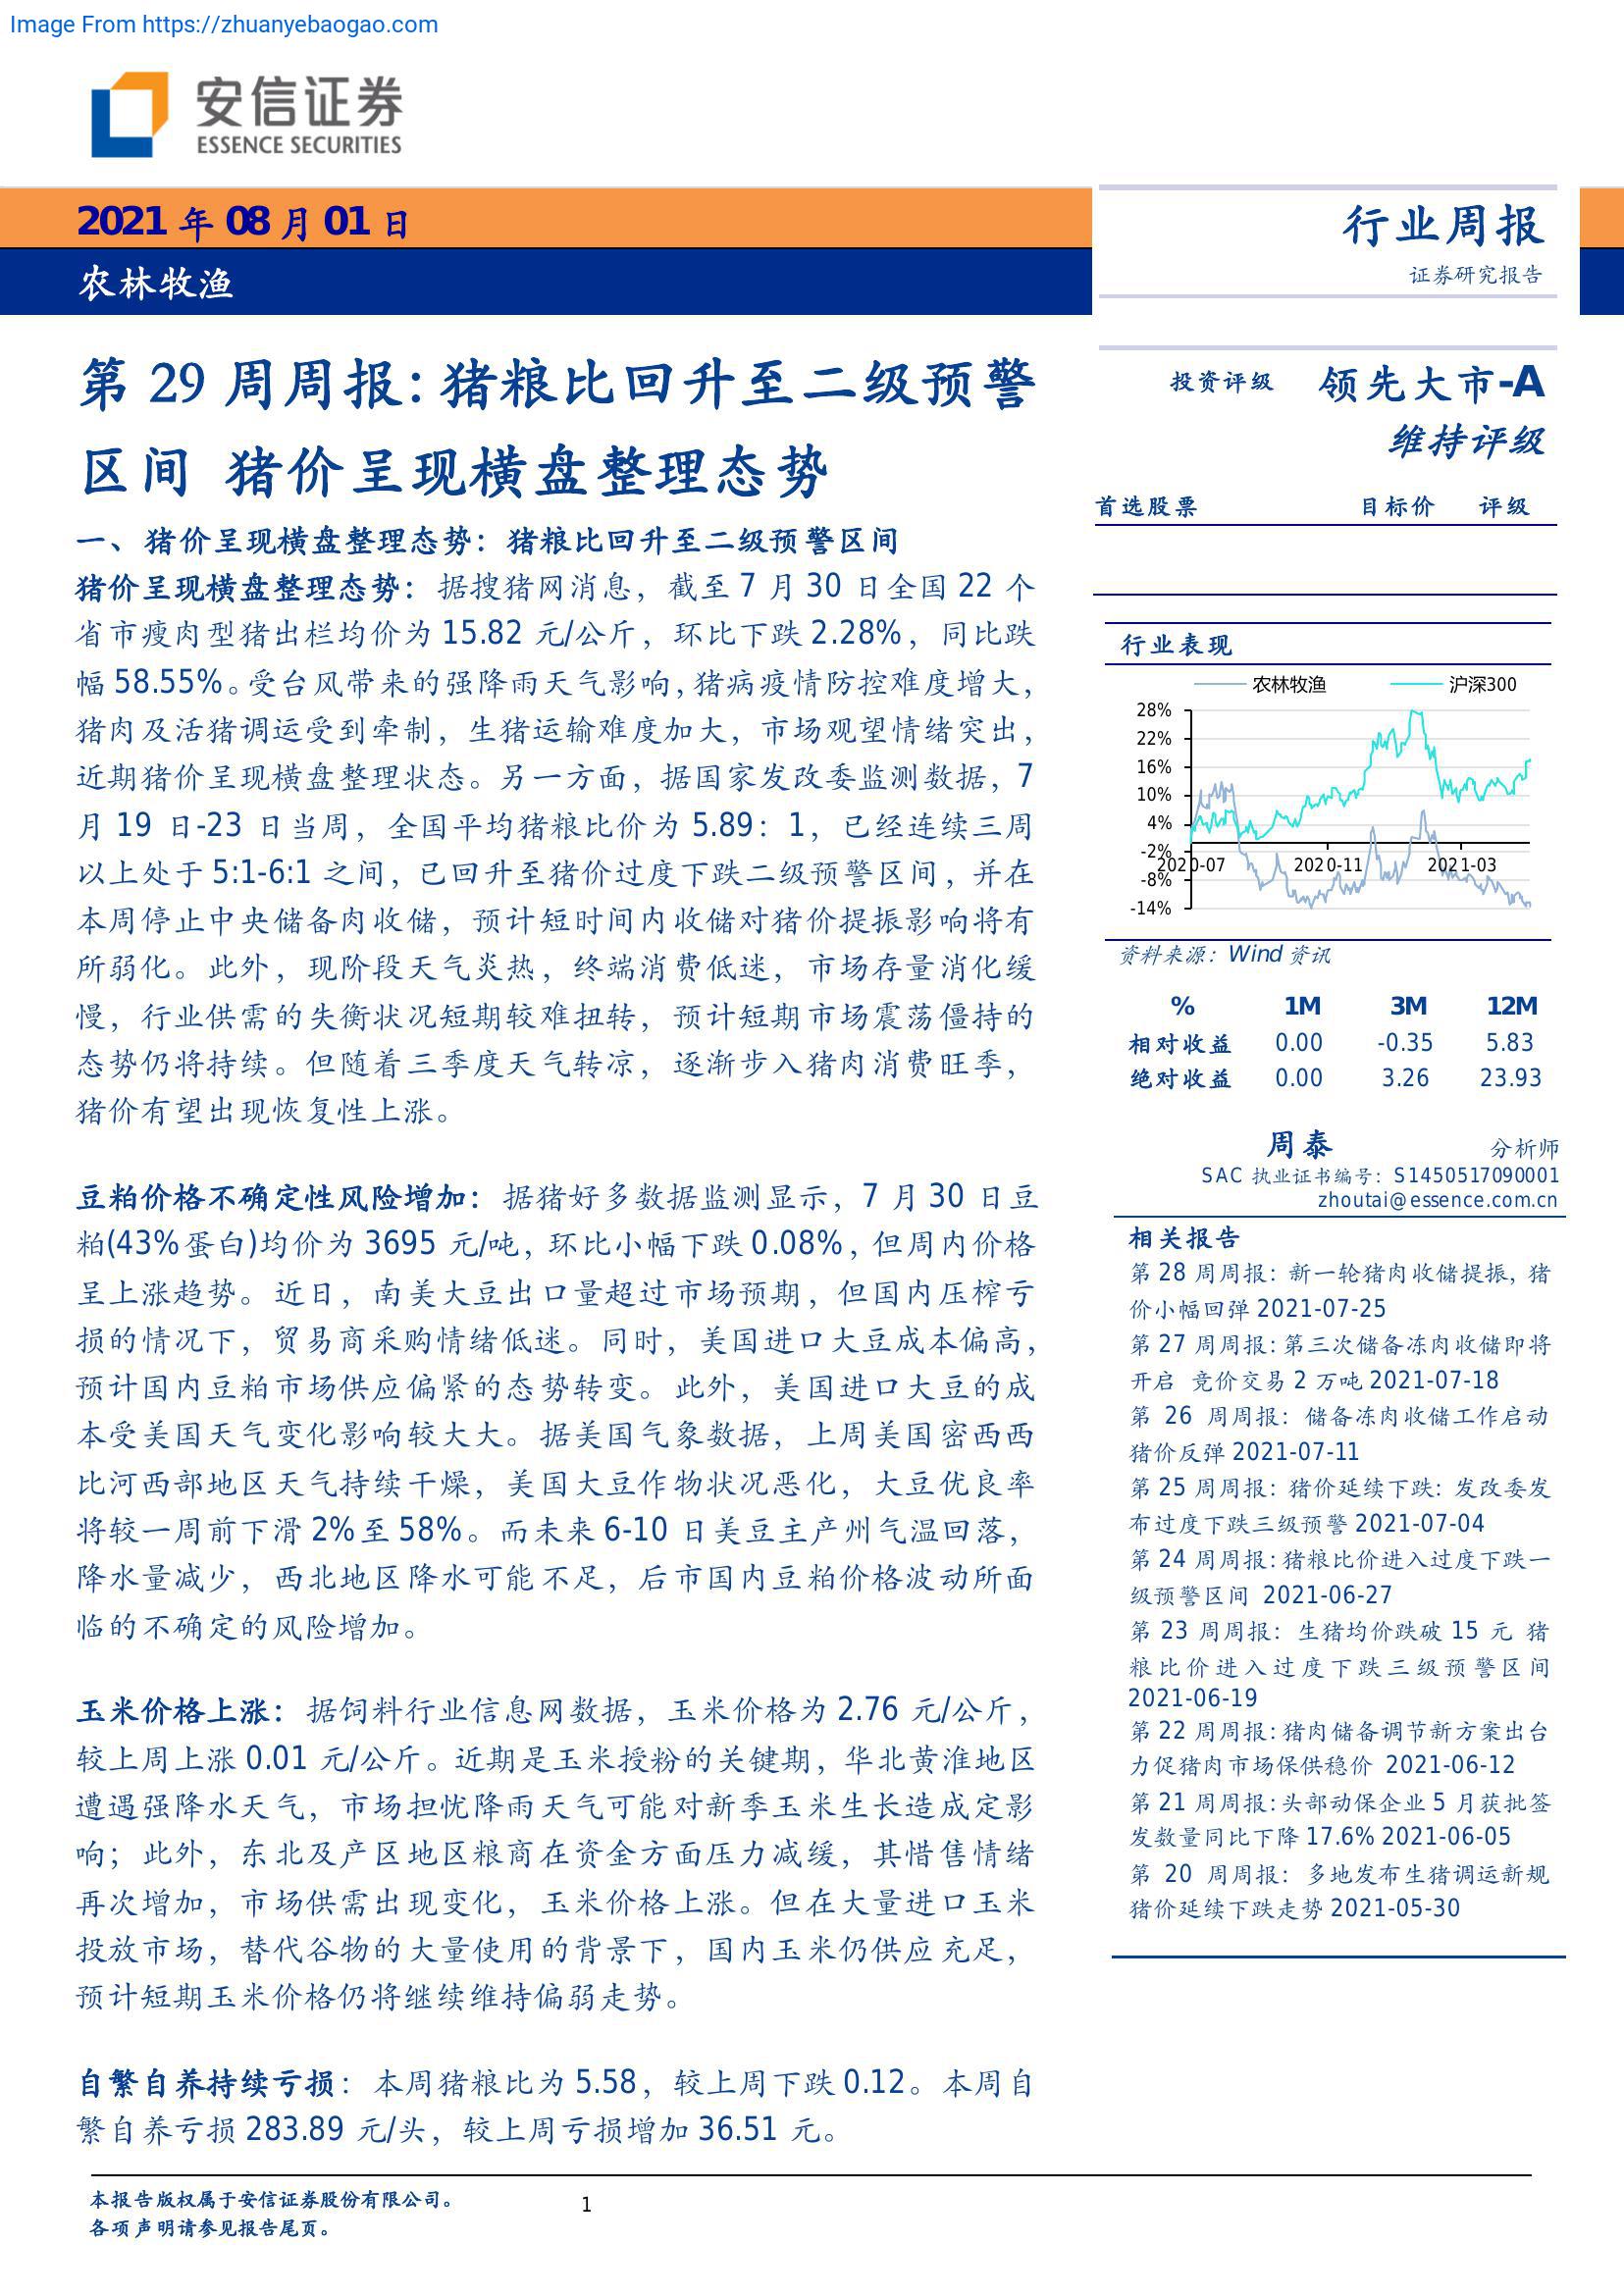 Image From https://zhuanyebaogao.com
安信证券
ESSENCE SECURITIES
2021 年 08 月 01 日
农林牧渔
行业周报
证券研究报告
第 29 周周报：猪粮比回升至二级预警
区间 猪价呈现横盘整理态势
一、猪价呈现横盘整理态势：猪粮比回升至二级预警区间
猪价呈现横盘整理态势：据搜猪网消息，截至 7 月 30 日全国 22 个
省市瘦肉型猪出栏均价为 15.82 元/公斤，环比下跌 2.28%，同比跌
幅 58.55%。受台风带来的强降雨天气影响，猪病疫情防控难度增大，
猪肉及活猪调运受到牵制，生猪运输难度加大，市场观望情绪突出，
近期猪价呈现横盘整理状态。另一方面，据国家发改委监测数据，7
月 19 日-23 日当周，全国平均猪粮比价为 5.89：1，已经连续三周
以上处于 5:1-6:1 之间，已回升至猪价过度下跌二级预警区间，并在
本周停止中央储备肉收储，预计短时间内收储对猪价提振影响将有
所弱化。此外，现阶段天气炎热，终端消费低迷，市场存量消化缓
慢，行业供需的失衡状况短期较难扭转，预计短期市场震荡僵持的
态势仍将持续。但随着三季度天气转凉，逐渐步入猪肉消费旺季，
猪价有望出现恢复性上涨。
豆粕价格不确定性风险增加：据猪好多数据监测显示，7 月 30 日豆
粕(43%蛋白)均价为 3695 元/吨，环比小幅下跌 0.08%，但周内价格
呈上涨趋势。近日，南美大豆出口量超过市场预期，但国内压榨亏
损的情况下，贸易商采购情绪低迷。同时，美国进口大豆成本偏高，
预计国内豆粕市场供应偏紧的态势转变。此外，美国进口大豆的成
本受美国天气变化影响较大大。据美国气象数据，上周美国密西西
比河西部地区天气持续干燥，美国大豆作物状况恶化，大豆优良率
将较一周前下滑 2%至 58%。而未来 6-10 日美豆主产州气温回落，
降水量减少，西北地区降水可能不足，后市国内豆粕价格波动所面
临的不确定的风险增加。
玉米价格上涨：据饲料行业信息网数据，玉米价格为 2.76 元/公斤，
较上周上涨 0.01 元/公斤。近期是玉米授粉的关键期，华北黄淮地区
遭遇强降水天气，市场担忧降雨天气可能对新季玉米生长造成定影
响；此外，东北及产区地区粮商在资金方面压力减缓，其惜售情绪
再次增加，市场供需出现变化，玉米价格上涨。但在大量进口玉米
投放市场，替代谷物的大量使用的背景下，国内玉米仍供应充足，
预计短期玉米价格仍将继续维持偏弱走势。
自繁自养持续亏损：本周猪粮比为 5.58，较上周下跌 0.12。本周自
繁自养亏损 283.89 元/头，较上周亏损增加 36.51 元。
投资评级 领先大市-A
维持评级
首选股票 目标价 评级
行业表现
农林牧渔 沪深300
28%
22%
16%
10%
4%
-2%
-8%
-14%
2020-07 2020-11 2021-03
资料来源：Wind 资讯
% 1M 3M 12M
相对收益 0.00 -0.35 5.83
绝对收益 0.00 3.26 23.93
周泰 分析师
SAC 执业证书编号：S1450517090001
zhoutai@essence.com.cn
相关报告
第 28 周周报：新一轮猪肉收储提振，猪
价小幅回弹 2021-07-25
第 27 周周报：第三次储备冻肉收储即将
开启 竞价交易 2 万吨 2021-07-18
第 26 周周报：储备冻肉收储工作启动
猪价反弹 2021-07-11
第 25 周周报：猪价延续下跌：发改委发
布过度下跌三级预警 2021-07-04
第 24 周周报：猪粮比价进入过度下跌一
级预警区间 2021-06-27
第 23 周周报：生猪均价跌破 15 元 猪
粮比价进入过度下跌三级预警区间
2021-06-19
第 22 周周报：猪肉储备调节新方案出台
力促猪肉市场保供稳价 2021-06-12
第 21 周周报：头部动保企业 5 月获批签
发数量同比下降 17.6% 2021-06-05
第 20 周周报：多地发布生猪调运新规
猪价延续下跌走势 2021-05-30
本报告版权属于安信证券股份有限公司。
各项声明请参见报告尾页。
1